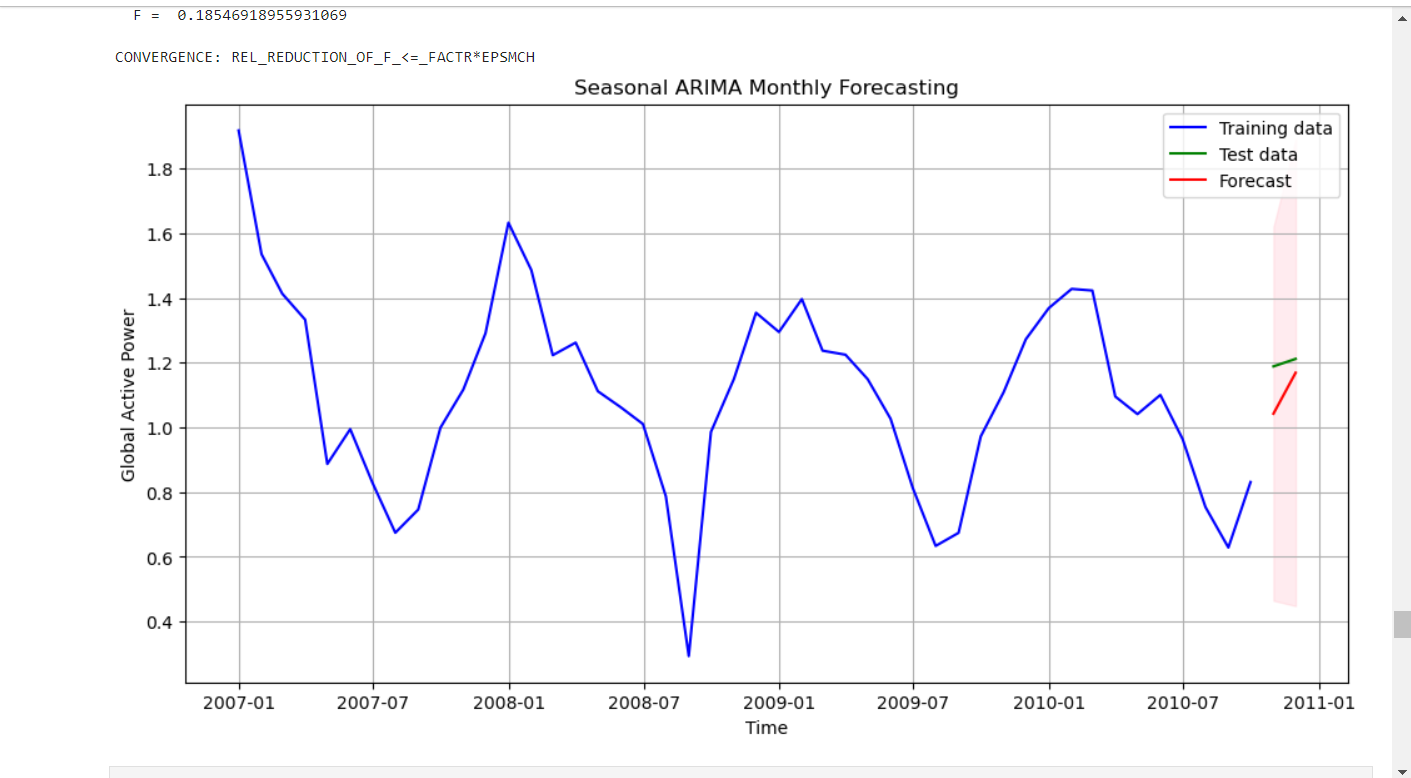 F =  0.18546918955931069
CONVERGENCE: REL_REDUCTION_OF_F_<=_FACTR*EPSMCH
Seasonal ARIMA Monthly Forecasting
Training data
Test data
Forecast
1.8
1.6
1.4
1.2
1.0
0.8
0.6
0.4
Global Active Power
2007-01 2007-07 2008-01 2008-07 2009-01 2009-07 2010-01 2010-07 2011-01
Time